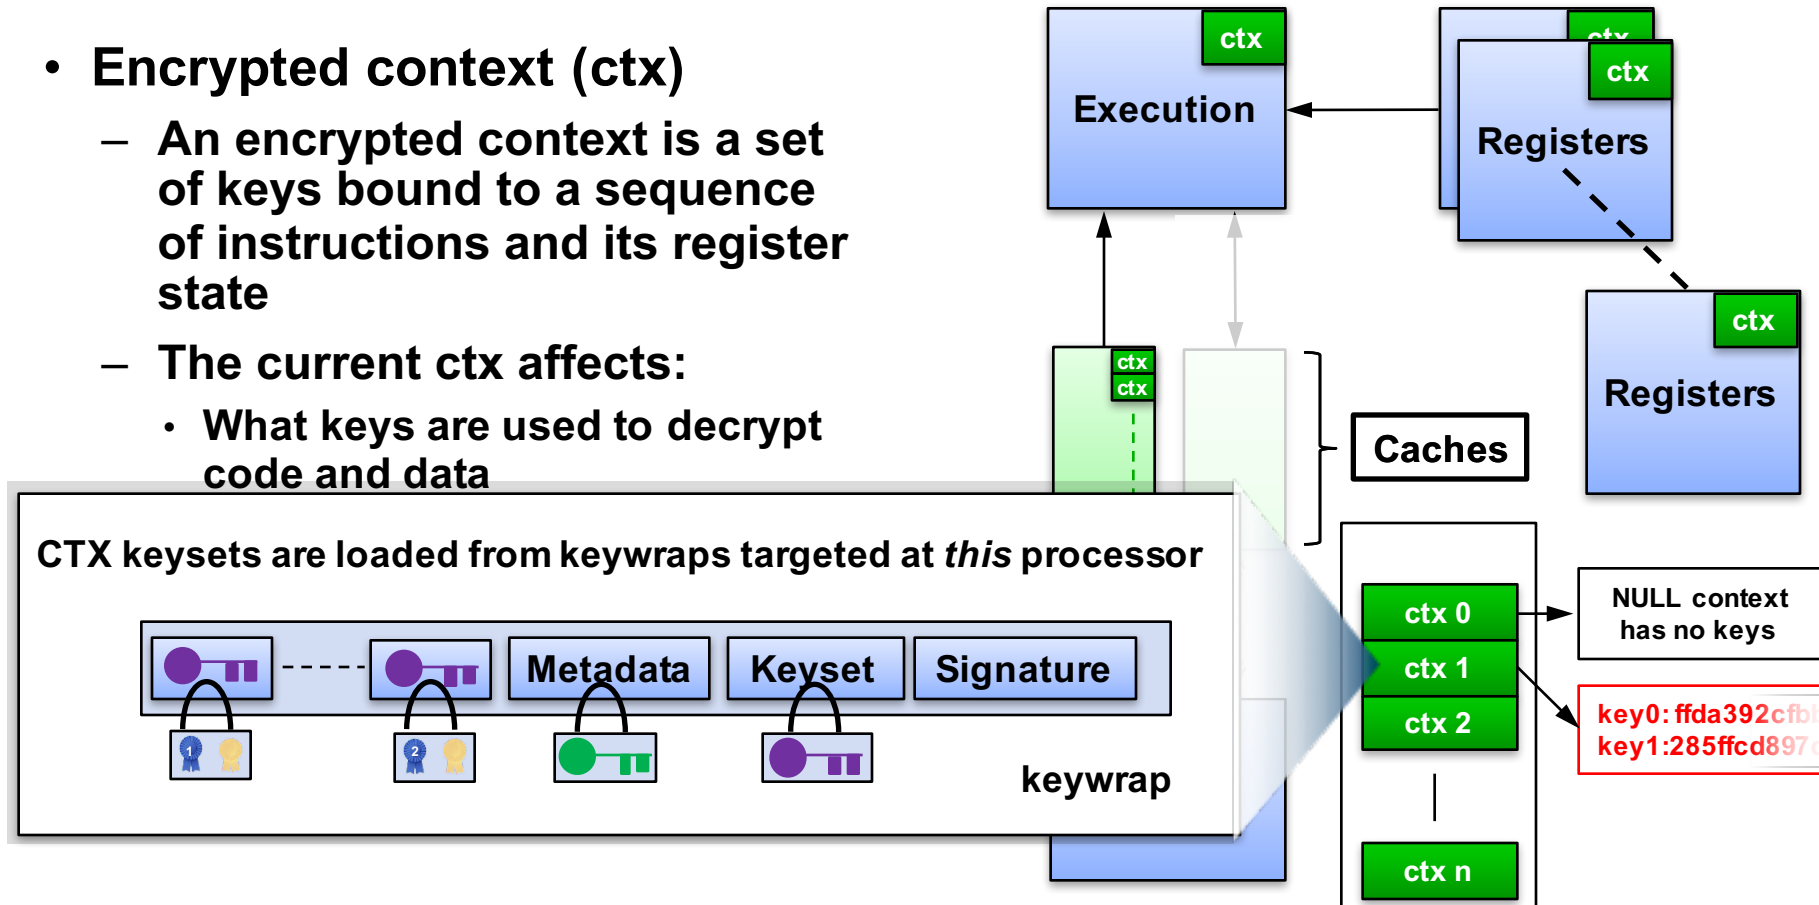 • Encrypted context (ctx)
– An encrypted context is a set
of keys bound to a sequence
of instructions and its register
state
– The current ctx affects:
• What keys are used to decrypt
code and data
CTX keysets are loaded from keywraps targeted at this processor
Metadata
Keyset
Signature
1
2
keywrap
ctx
Execution
ctx
ctx
Registers
ctx
Registers
ctx
ctx
Caches
ctx 0
ctx 1
ctx 2
ctx n
NULL context
has no keys
key0:ffda392cfb
key1:285ffcd897